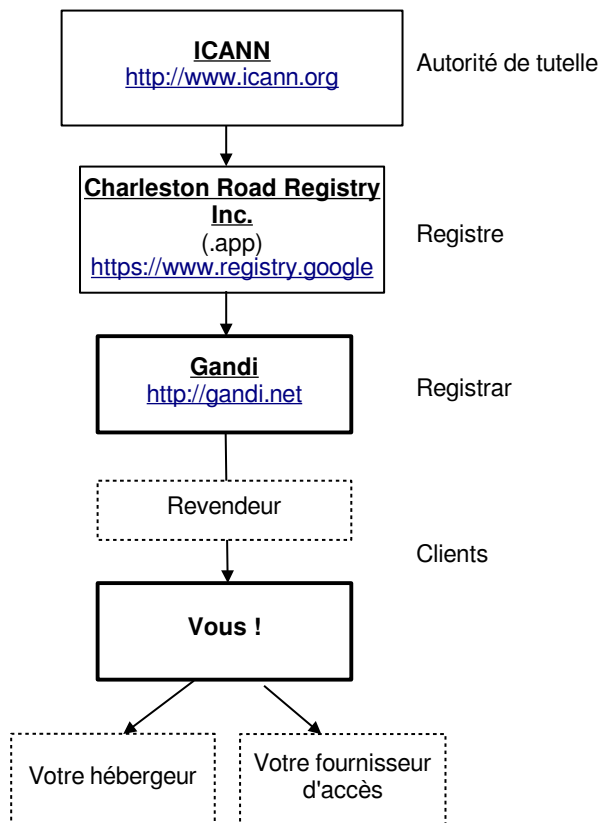 ICANN
http://www.icann.org
Autorité de tutelle
Charleston Road Registry
Inc.
(.app)
https://www.registry.google
Registre
Gandi
http://gandi.net
Registrar
Revendeur
Clients
Vous !
Votre hébergeur
Votre fournisseur
d'accès